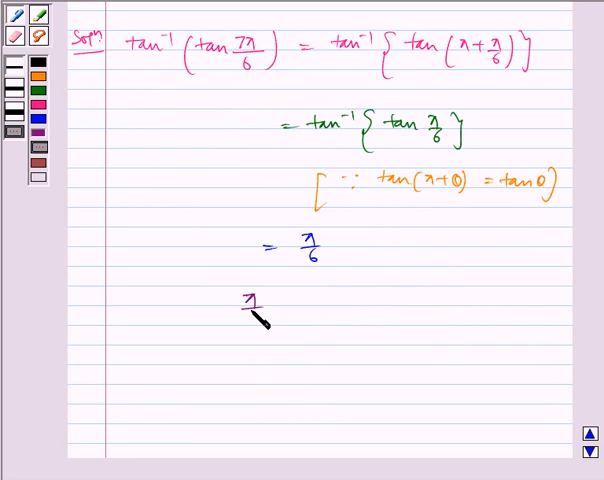 Solⁿ. tan⁻¹ (tan 7π/6) = tan⁻¹ { tan (π + π/6) }
= tan⁻¹ { tan π/6 }
[ ∵ tan(π+θ) = tanθ ]
= π/6
π